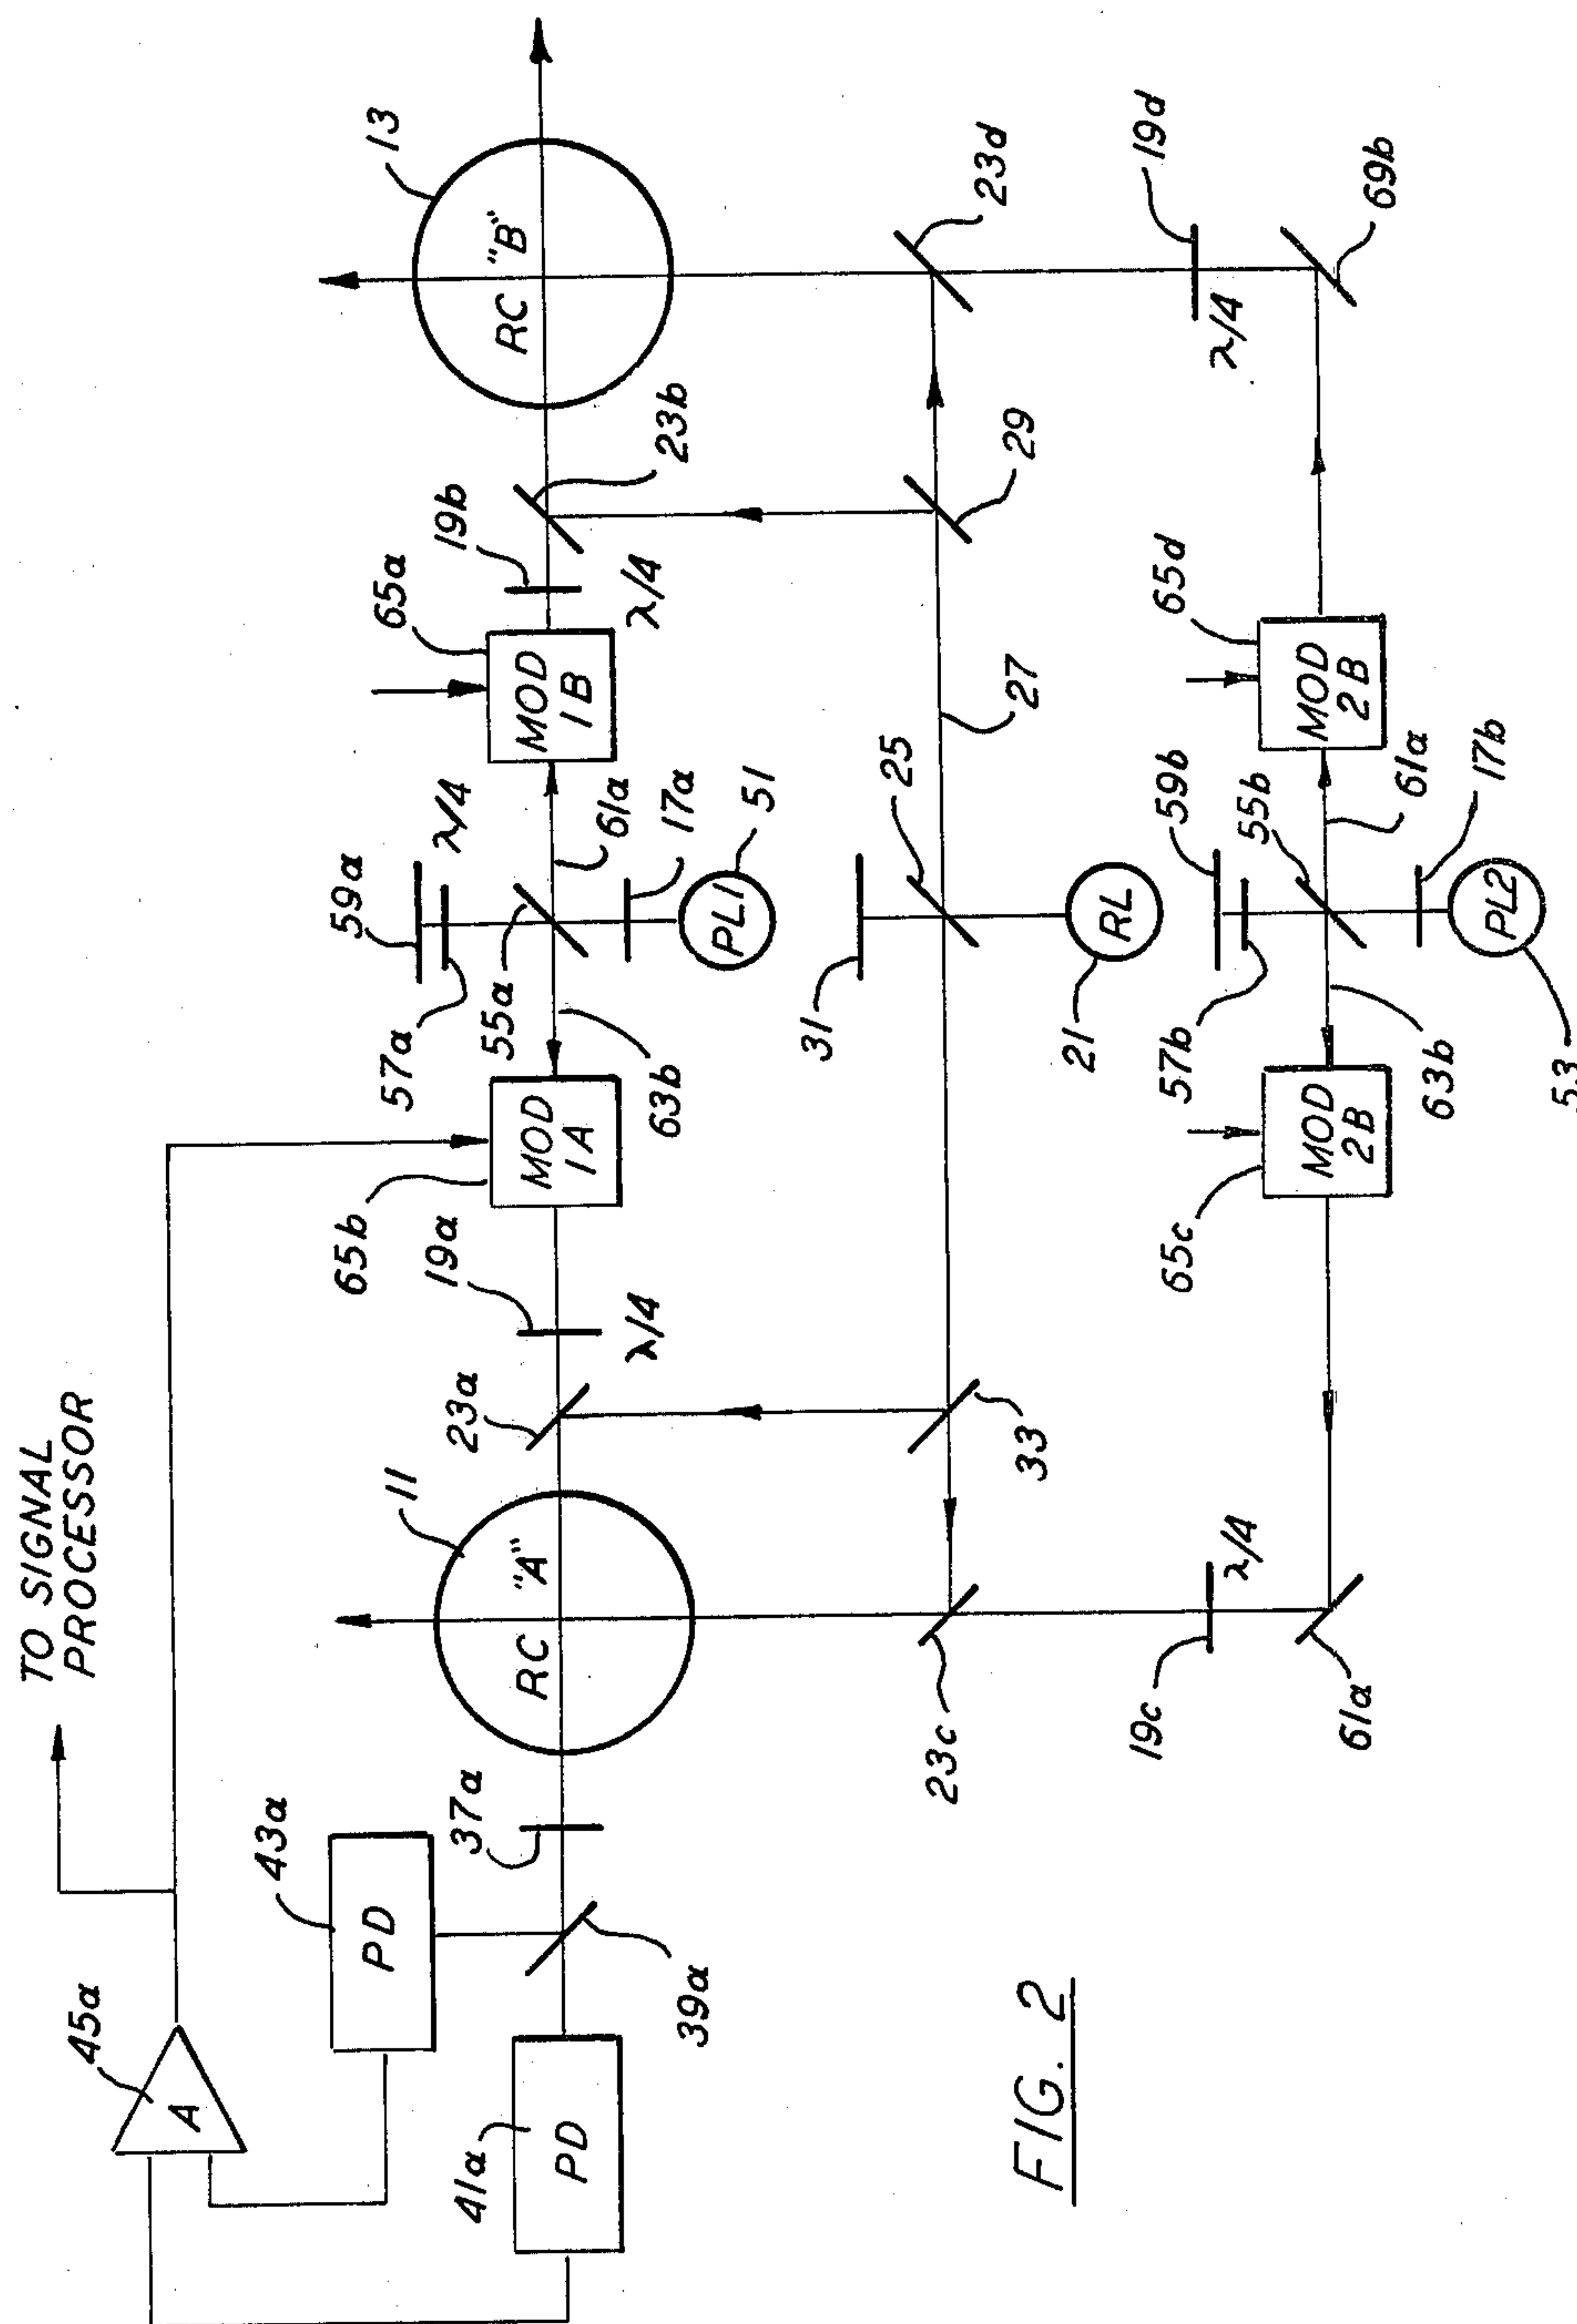 TO SIGNAL
PROCESSOR
45a
A
43a
PD
41a
PD
39a
37a
RC "A"
11
23a
19a
λ/4
65b
MOD
1A
63b
57a
59a
λ/4
55a
61a
17a
PL1
51
65a
MOD
1B
19b
λ/4
23b
RC "B"
13
33
31
25
RL
21
27
29
23d
23c
19c
λ/4
61a
65c
MOD
2B
63b
57b
59b
55b
17b
PL2
53
61a
65d
MOD
2B
19d
λ/4
69b
FIG. 2